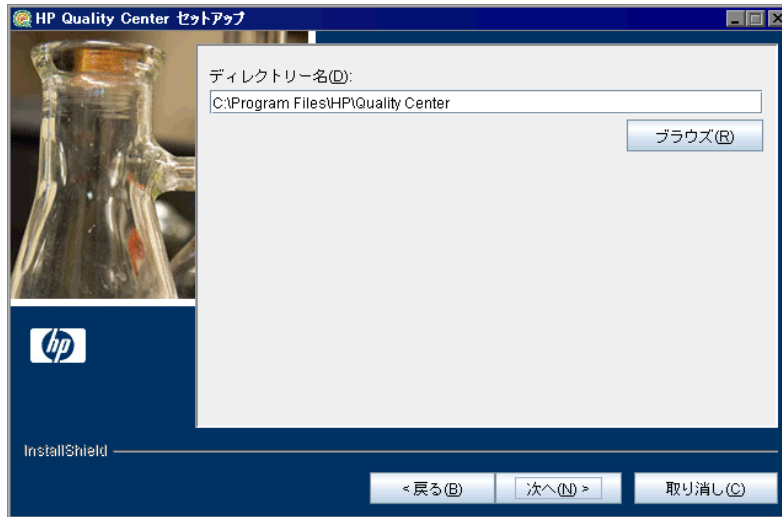 HP Quality Center セットアップ
ディレクトリー名(D):
C:\Program Files\HP\Quality Center
ブラウズ(R)
hp
InstallShield
< 戻る(B)
次へ(N) >
取り消し(C)